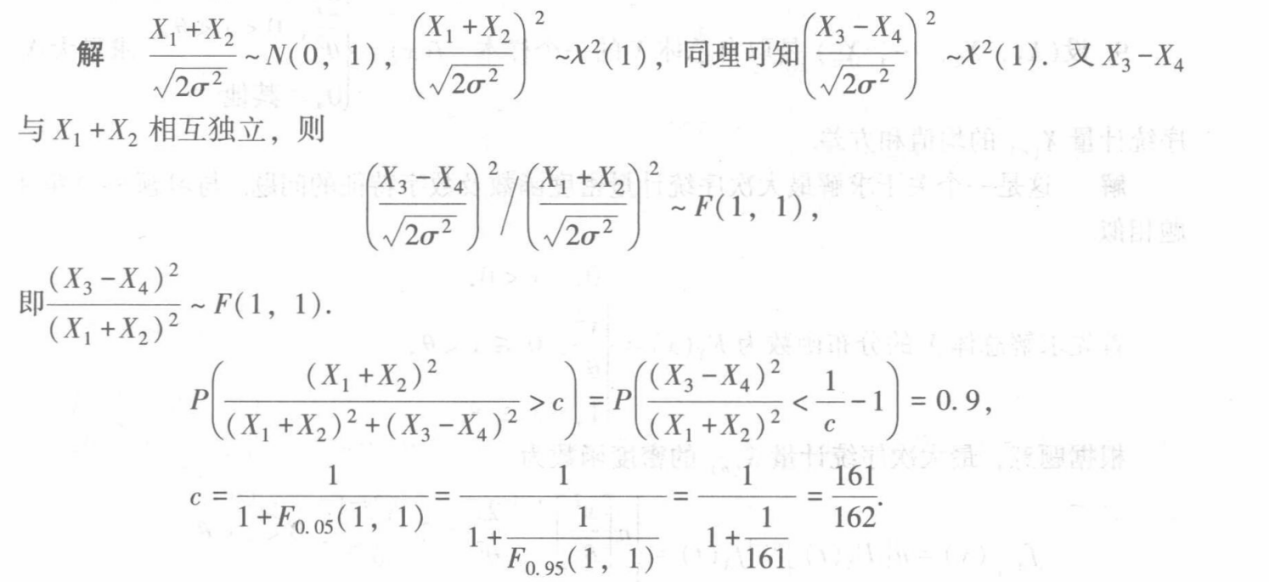 解 $\frac{X_1+X_2}{\sqrt{2\sigma^2}} \sim N(0, 1)$, $\left(\frac{X_1+X_2}{\sqrt{2\sigma^2}}\right)^2 \sim \chi^2(1)$, 同理可知$\left(\frac{X_3-X_4}{\sqrt{2\sigma^2}}\right)^2 \sim \chi^2(1)$. 又 $X_3-X_4$
与 $X_1+X_2$ 相互独立, 则
$\left(\frac{X_3-X_4}{\sqrt{2\sigma^2}}\right)^2 / \left(\frac{X_1+X_2}{\sqrt{2\sigma^2}}\right)^2 \sim F(1, 1)$,
即$\frac{(X_3-X_4)^2}{(X_1+X_2)^2} \sim F(1, 1)$.
$P\left(\frac{(X_1+X_2)^2}{(X_1+X_2)^2+(X_3-X_4)^2} > c\right) = P\left(\frac{(X_3-X_4)^2}{(X_1+X_2)^2} < \frac{1}{c}-1\right) = 0.9$,
$c = \frac{1}{1+F_{0.05}(1, 1)} = \frac{1}{1+\frac{1}{F_{0.95}(1, 1)}} = \frac{1}{1+\frac{1}{161}} = \frac{161}{162}$.